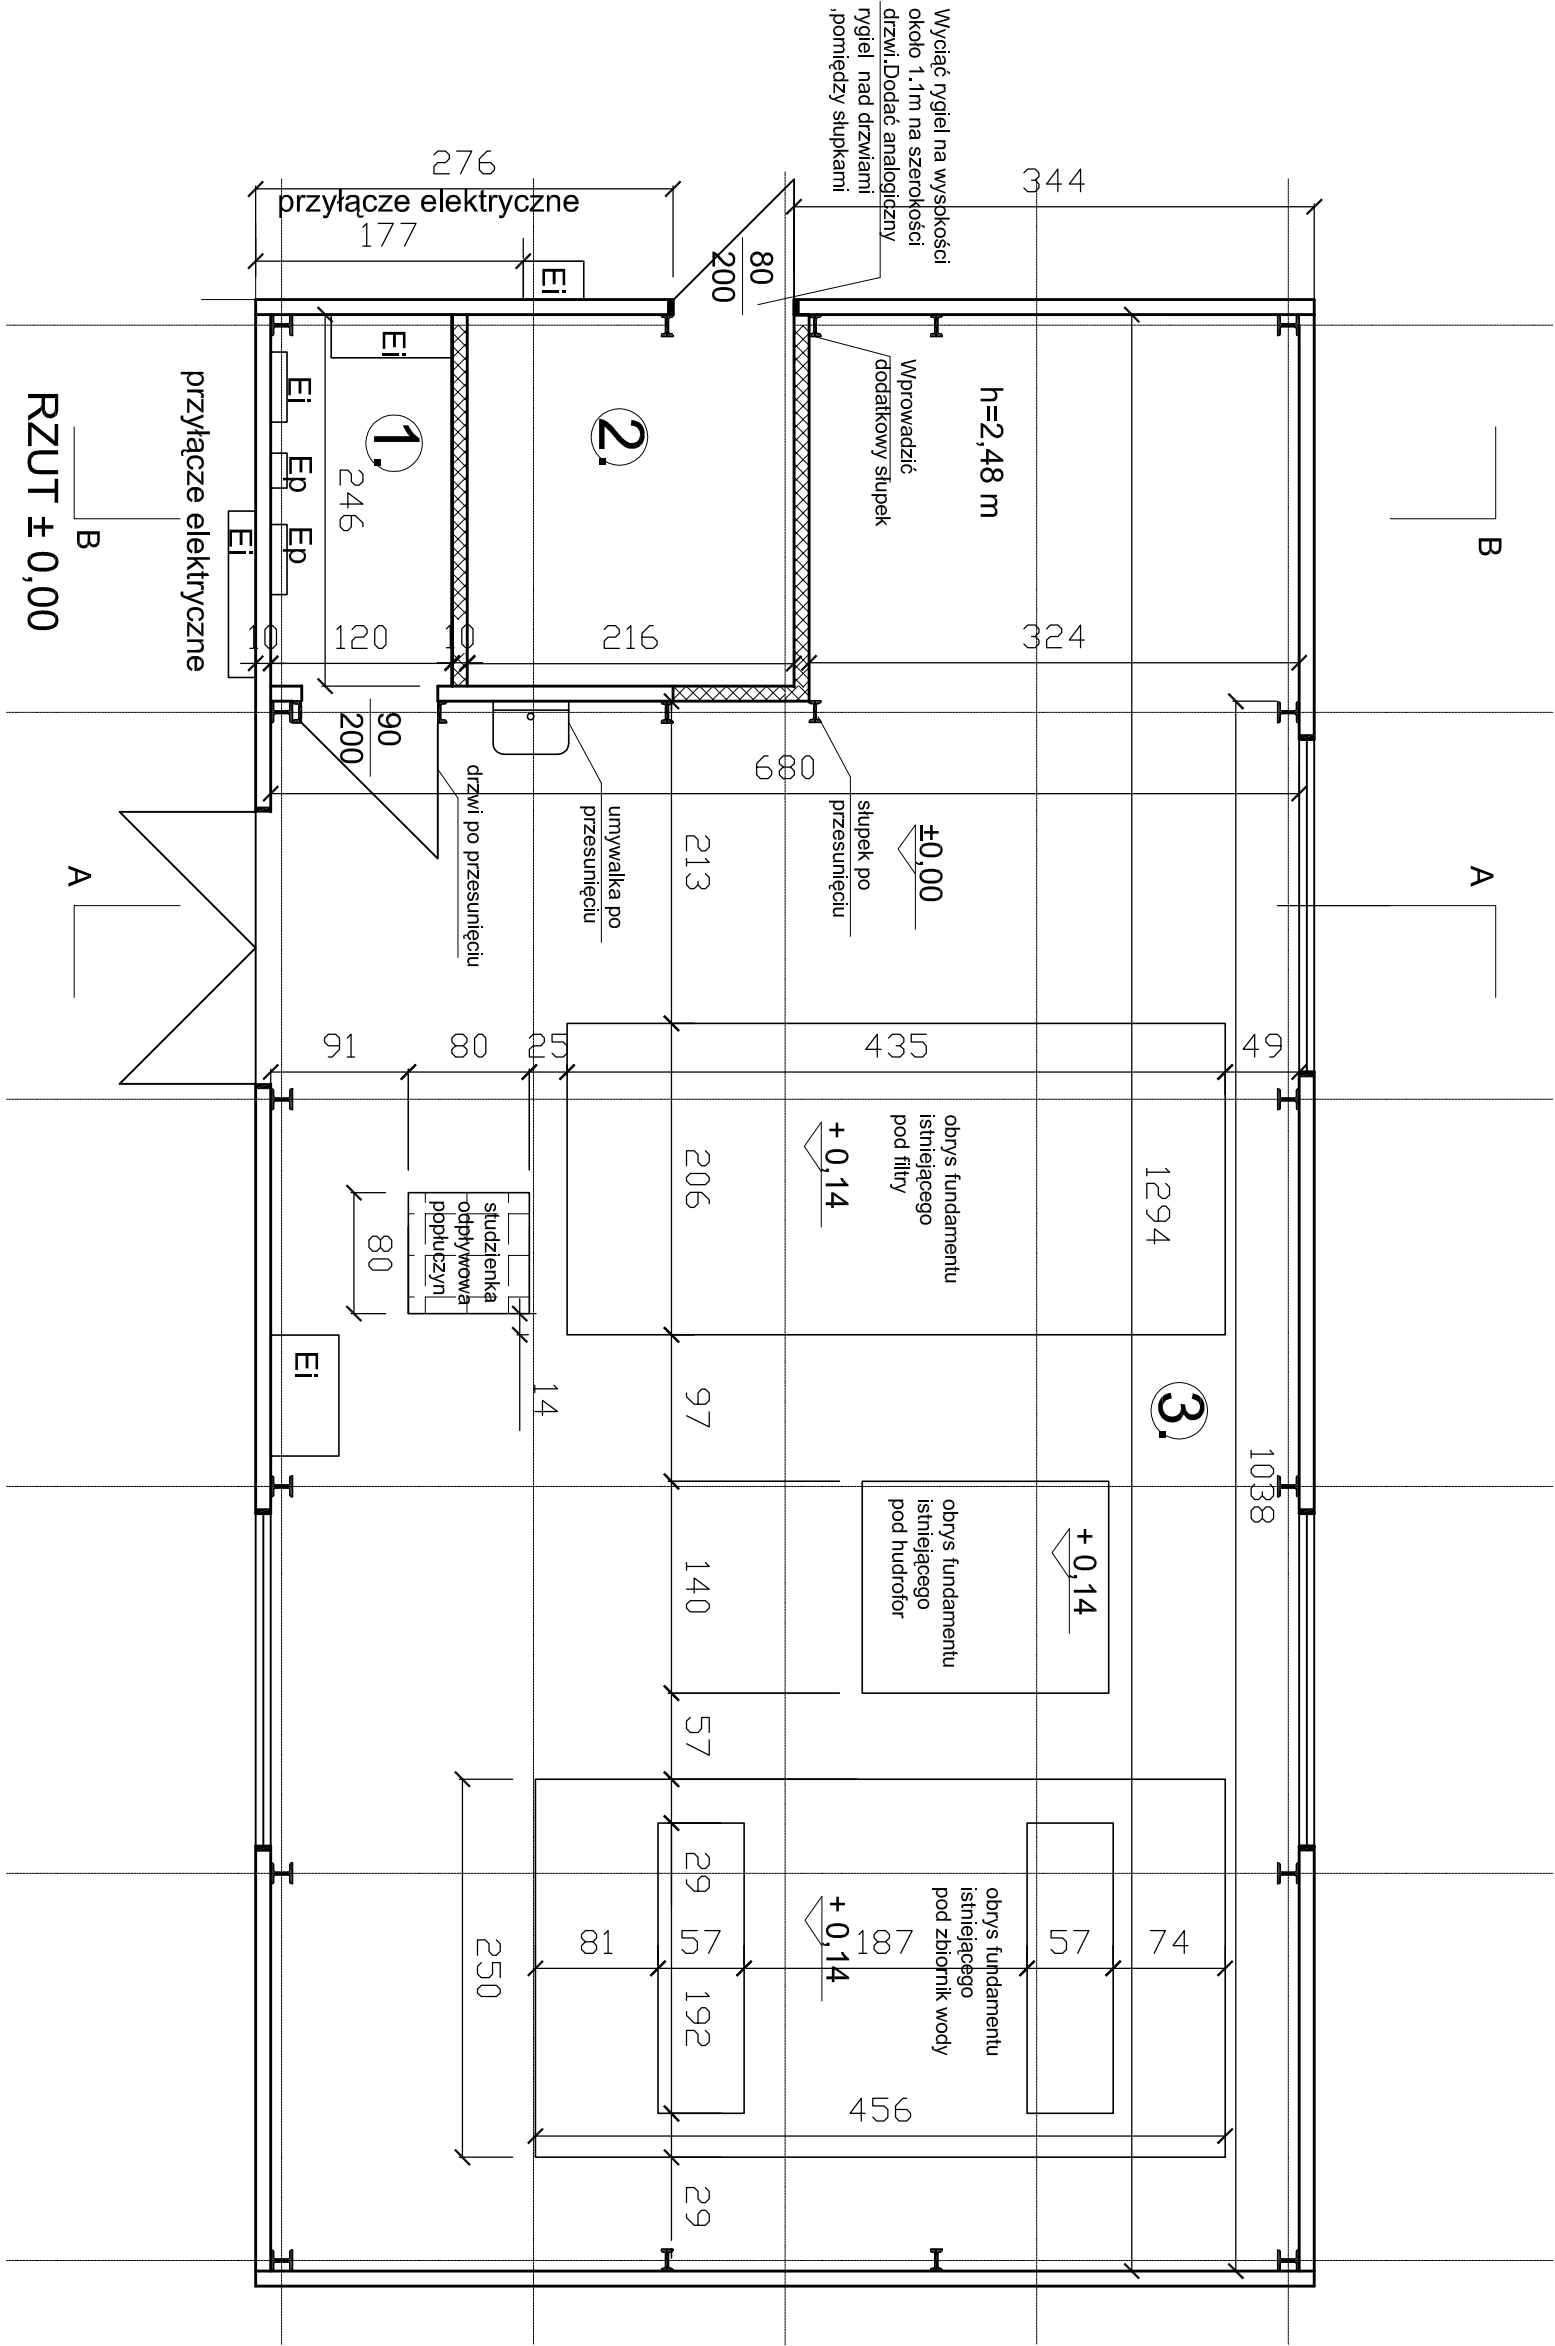 Wyciąć rygiel na wysokości
około 1.1m na szerokości
drzwi.Dodać analogiczny
rygiel nad drzwiami
,pomiędzy słupkami
276
przyłącze elektryczne
177
Ei
80
200
344
Ei
Ei
Ep
Ep
1.
246
2.
Wprowadzić
dodatkowy słupek
h=2,48 m
B
B
RZUT ± 0,00
przyłącze elektryczne
Ei
10
120
10
216
324
90
200
drzwi po przesunięciu
umywalka po
przesunięciu
680
słupek po
przesunięciu
±0,00
213
A
A
91
80
25
435
49
obrys fundamentu
istniejącego
pod filtry
+ 0,14
206
1294
studzienka
odpływowa
popłuczyn
80
14
Ei
97
3.
1038
obrys fundamentu
istniejącego
pod hudrofor
+ 0,14
140
57
29
81
57
187
57
74
obrys fundamentu
istniejącego
pod zbiornik wody
+ 0,14
250
192
456
29